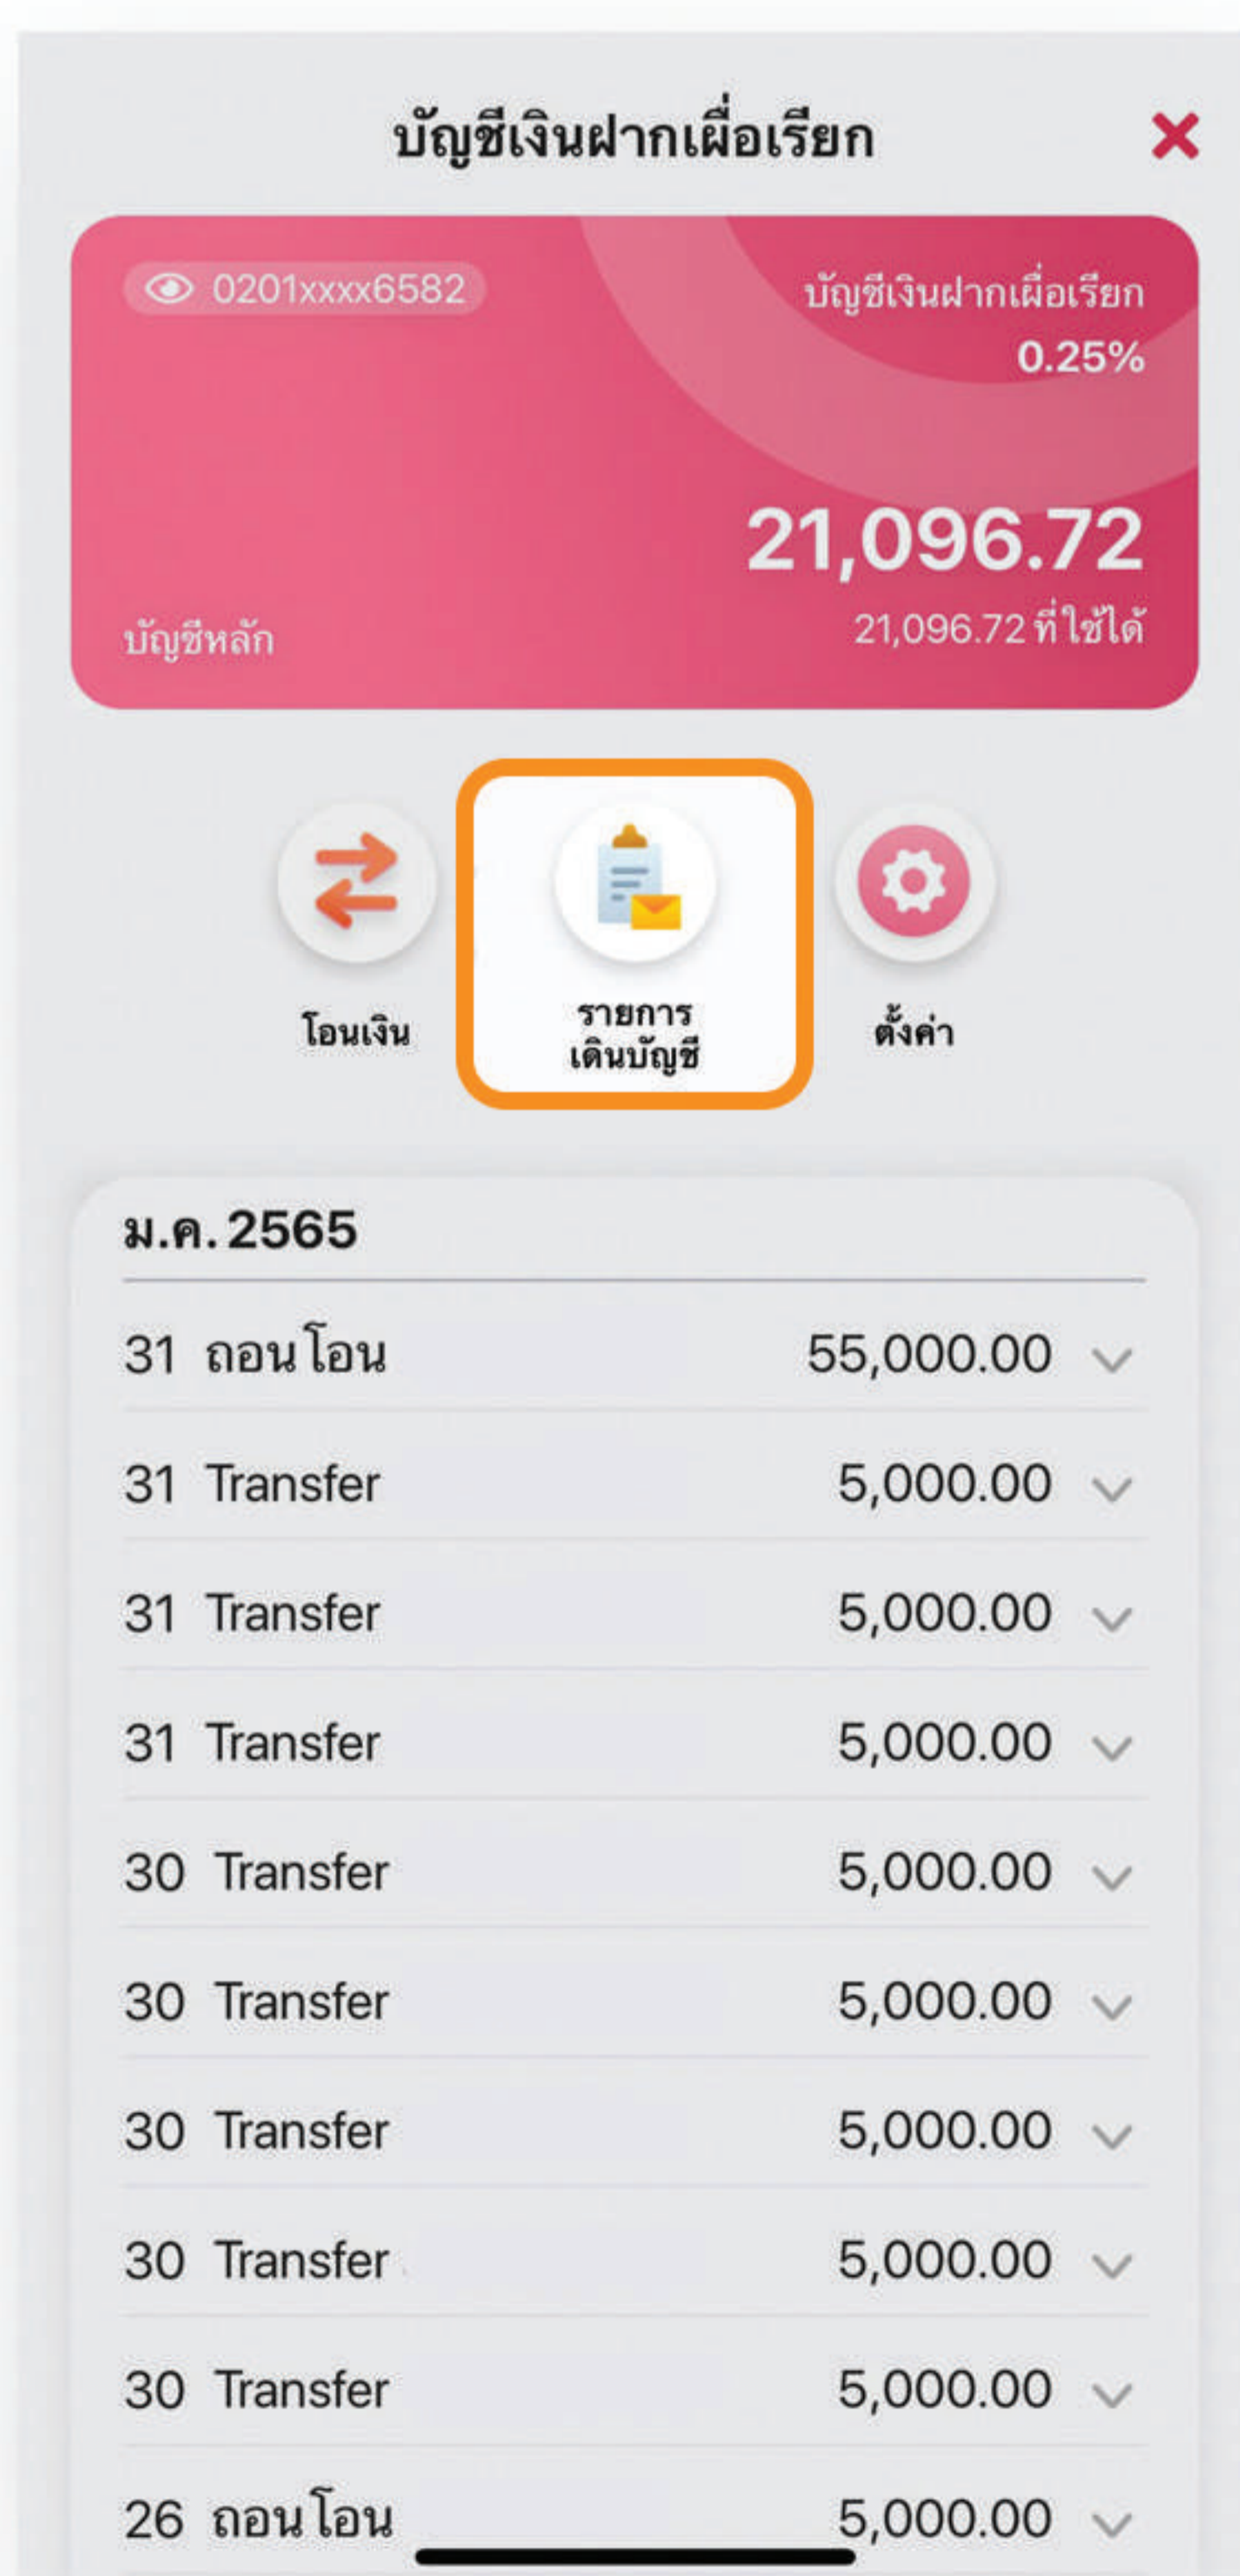 บัญชีเงินฝากเผื่อเรียก
0201xxxx6582
บัญชีเงินฝากเผื่อเรียก
0.25%
21,096.72
21,096.72 ที่ใช้ได้
บัญชีหลัก
โอนเงิน
รายการ
เดินบัญชี
ตั้งค่า
ม.ค. 2565
31 ถอนโอน 55,000.00
31 Transfer 5,000.00
31 Transfer 5,000.00
31 Transfer 5,000.00
30 Transfer 5,000.00
30 Transfer 5,000.00
30 Transfer 5,000.00
30 Transfer 5,000.00
30 Transfer 5,000.00
26 ถอนโอน 5,000.00